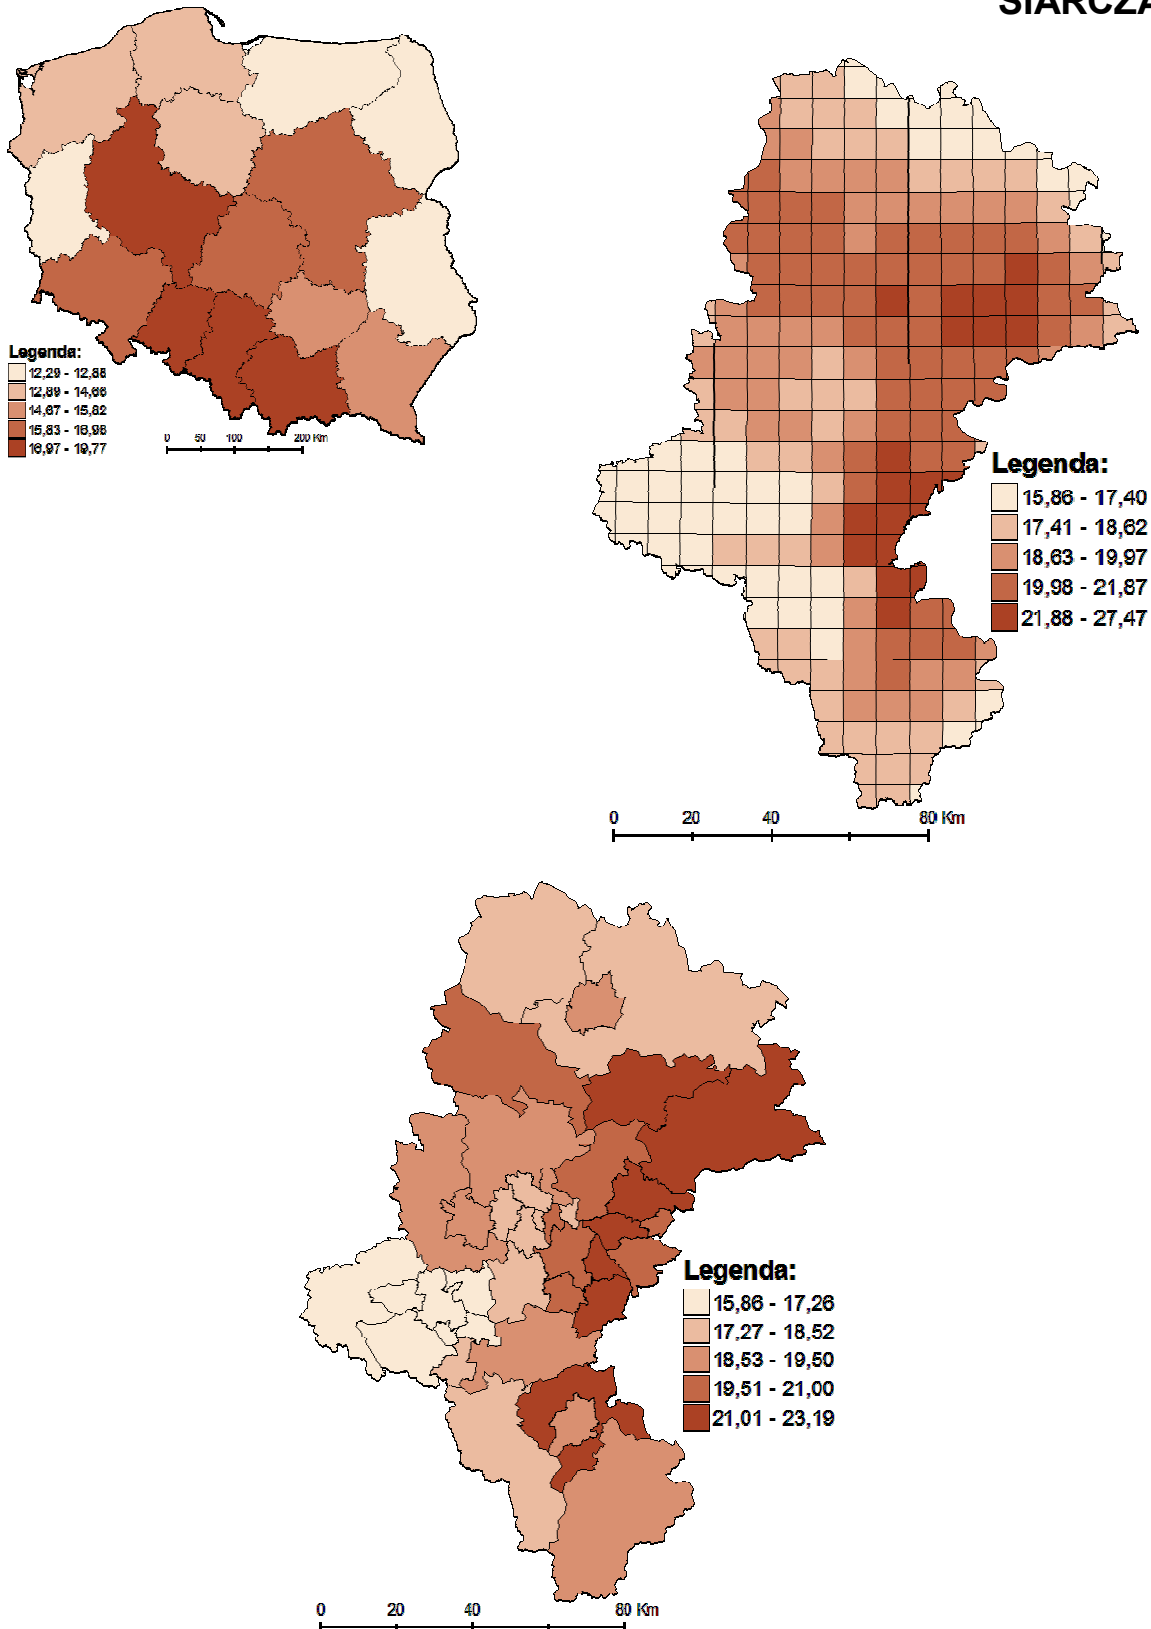 SIARCZA
Legenda:
12,29 - 12,88
12,89 - 14,66
14,67 - 15,82
15,83 - 16,96
16,97 - 19,77
0 50 100 200 Km
Legenda:
15,86 - 17,40
17,41 - 18,62
18,63 - 19,97
19,98 - 21,87
21,88 - 27,47
0 20 40 80 Km
Legenda:
15,86 - 17,26
17,27 - 18,52
18,53 - 19,50
19,51 - 21,00
21,01 - 23,19
0 20 40 80 Km